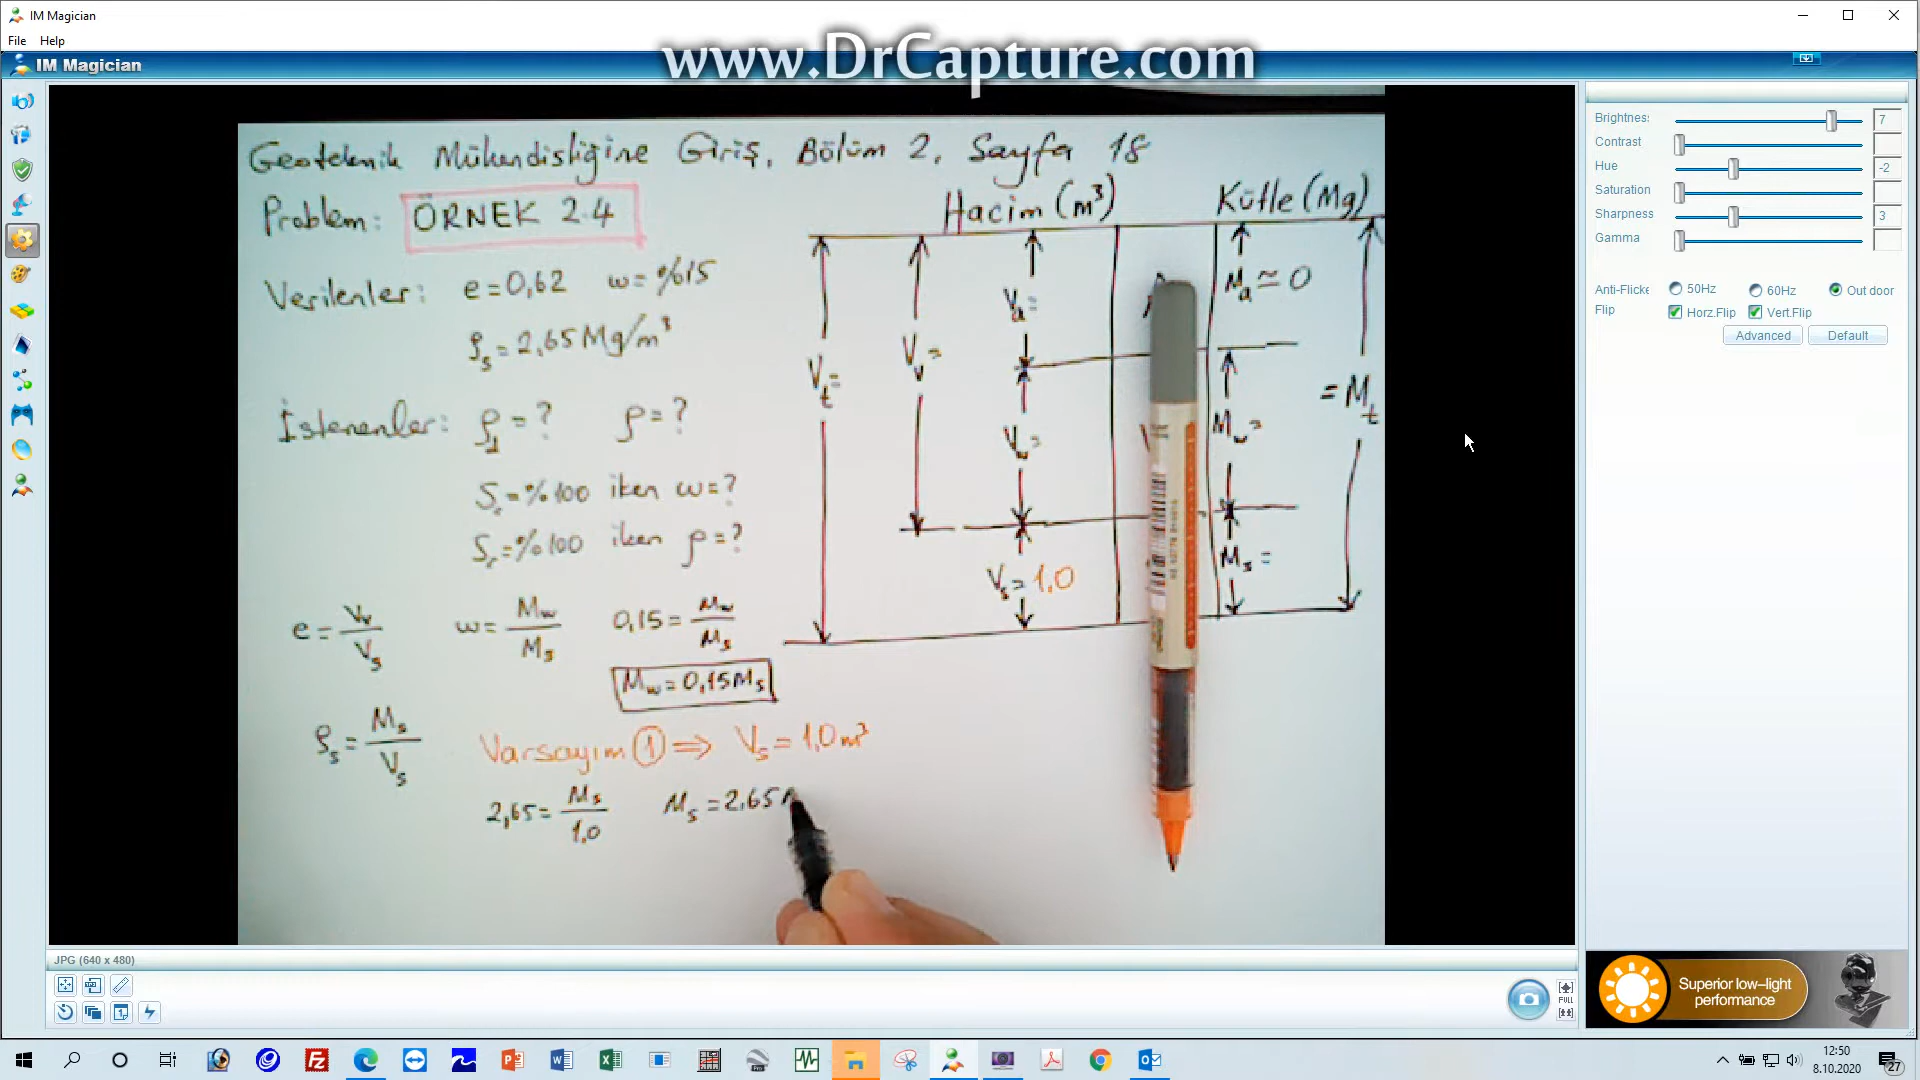 IM Magician
File Help
www.DrCapture.com
IM Magician
Geoteknik Mühendisliğine Giriş, Bölüm 2, Sayfa 18
Problem: ÖRNEK 2.4
Hacim (m³) Kütle (Mg)
Verilenler: e=0,62 w=%15
ρs=2,65 Mg/m³
İstenenler: ρ1=? ρ=?
Sr=%100 iken w=?
Sr=%100 iken ρ=?
e=Vv/Vs w=Mw/Ms 0,15=Mw/Ms
Mw=0,15Ms
ρs=Ms/Vs Varsayım 1 ⇒ Vs=1,0m³
2,65=Ms/1,0 Ms=2,65
Vt=
Vv=
Va=
Vw=
Vs=1,0
Ma≃0
Mw=
Ms=
=Mt
Brightness 7
Contrast
Hue -2
Saturation
Sharpness 3
Gamma
Anti-Flicke 50Hz 60Hz Out door
Flip Horz.Flip Vert.Flip
Advanced Default
JPG (640 x 480)
FULL
Superior low-light
performance
12:50
8.10.2020
27